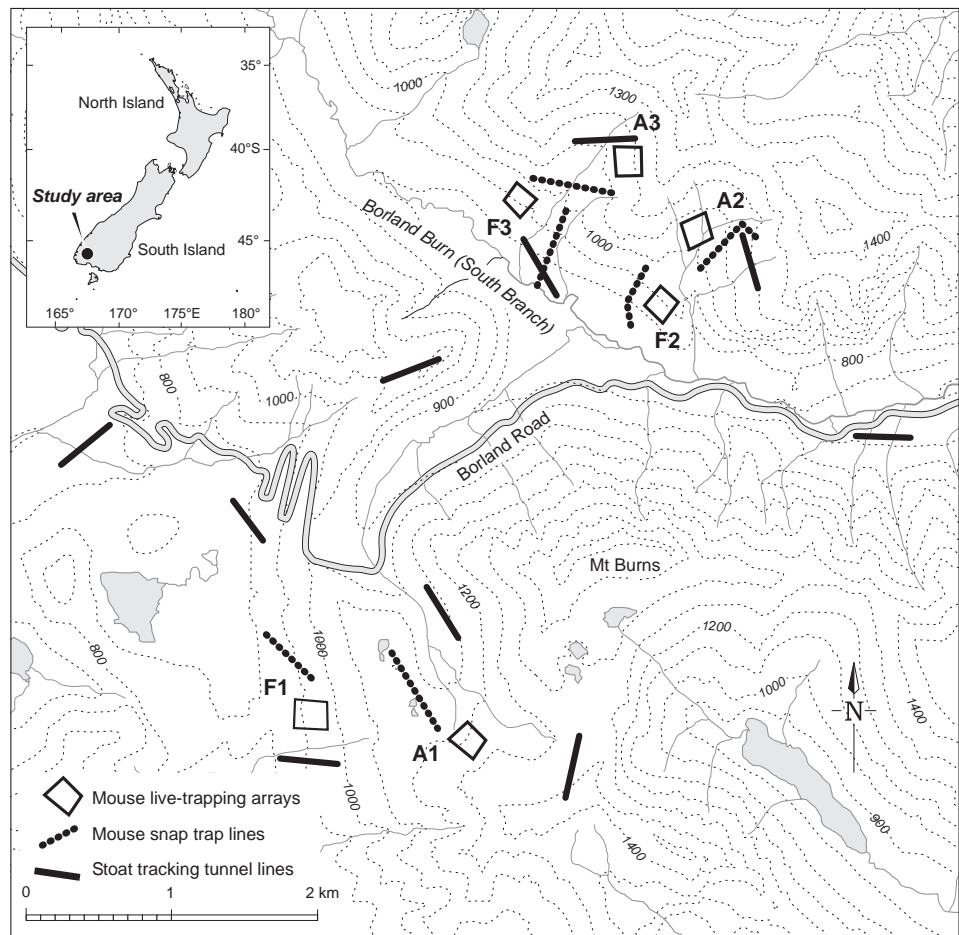 35°
North Island
40°S
Study area
45°
South Island
165°
170°
175°E
180°
1000
1300
A3
F3
A2
1000
1400
Borland Burn (South Branch)
F2
800
800
1000
900
Borland Road
Mt Burns
1200
1200
1000
800
F1
1000
1400
N
A1
1000
900
1400
Mouse live-trapping arrays
Mouse snap trap lines
Stoat tracking tunnel lines
0 1 2 km